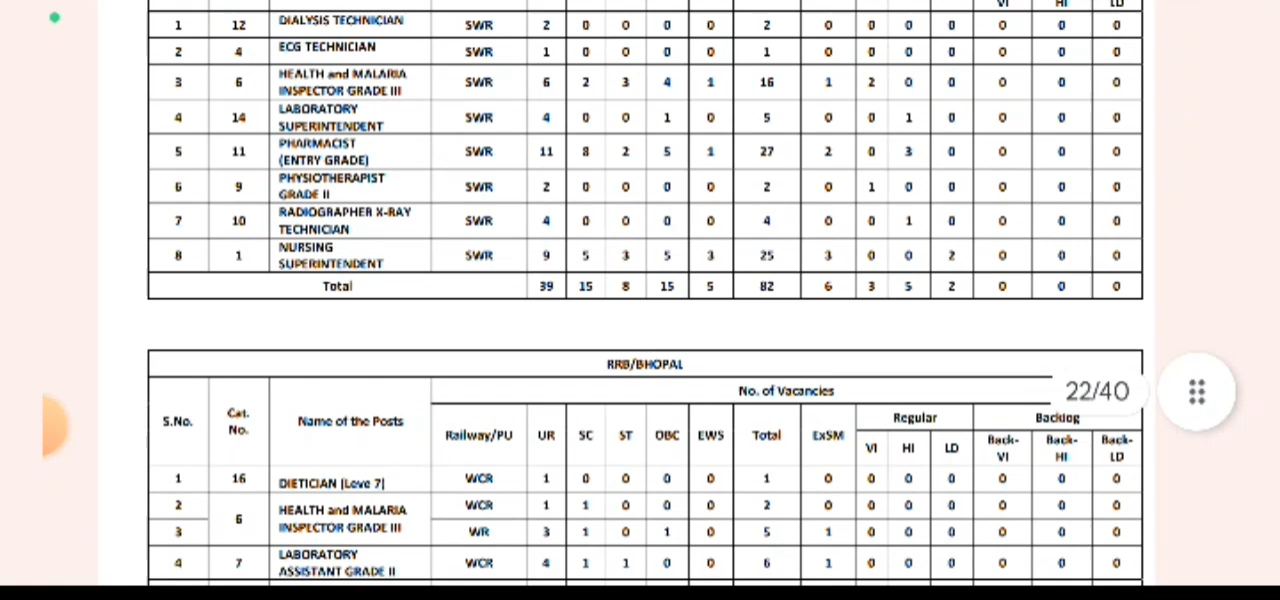 VI HI LD
1 12 DIALYSIS TECHNICIAN SWR 2 0 0 0 0 2 0 0 0 0 0 0 0
2 4 ECG TECHNICIAN SWR 1 0 0 0 0 1 0 0 0 0 0 0 0
3 6 HEALTH and MALARIA INSPECTOR GRADE III SWR 6 2 3 4 1 16 1 2 0 0 0 0 0
4 14 LABORATORY SUPERINTENDENT SWR 4 0 0 1 0 5 0 0 1 0 0 0 0
5 11 PHARMACIST (ENTRY GRADE) SWR 11 8 2 5 1 27 2 0 3 0 0 0 0
6 9 PHYSIOTHERAPIST GRADE II SWR 2 0 0 0 0 2 0 1 0 0 0 0 0
7 10 RADIOGRAPHER X-RAY TECHNICIAN SWR 4 0 0 0 0 4 0 0 1 0 0 0 0
8 1 NURSING SUPERINTENDENT SWR 9 5 3 5 3 25 3 0 0 2 0 0 0
Total 39 15 8 15 5 82 6 3 5 2 0 0 0
RRB/BHOPAL
S.No. Cat. No. Name of the Posts No. of Vacancies
22/40
Railway/PU UR SC ST OBC EWS Total ExSM Regular Backlog
VI HI LD Back-VI Back-HI Back-LD
1 16 DIETICIAN (Leve 7) WCR 1 0 0 0 0 1 0 0 0 0 0 0 0
2 6 HEALTH and MALARIA INSPECTOR GRADE III WCR 1 1 0 0 0 2 0 0 0 0 0 0 0
3 WR 3 1 0 1 0 5 1 0 0 0 0 0 0
4 7 LABORATORY ASSISTANT GRADE II WCR 4 1 1 0 0 6 1 0 0 0 0 0 0